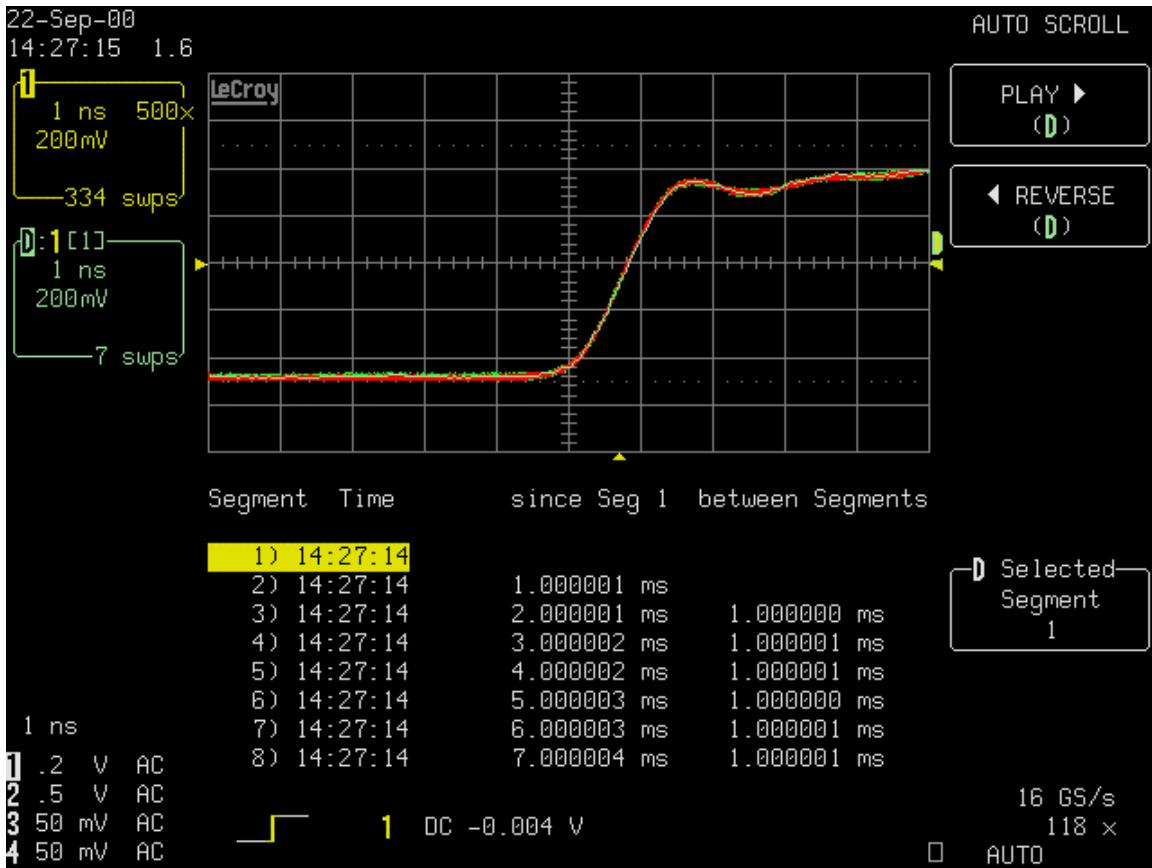 22-Sep-00
14:27:15 1.6
AUTO SCROLL
1
1 ns 500x
200mV
334 swps
D:1[1]
1 ns
200mV
7 swps
LeCroy
PLAY ▶
(D)
◀ REVERSE
(D)
D
Segment Time since Seg 1 between Segments
1) 14:27:14
2) 14:27:14 1.000001 ms
3) 14:27:14 2.000001 ms 1.000000 ms
4) 14:27:14 3.000002 ms 1.000001 ms
5) 14:27:14 4.000002 ms 1.000001 ms
6) 14:27:14 5.000003 ms 1.000000 ms
7) 14:27:14 6.000003 ms 1.000001 ms
8) 14:27:14 7.000004 ms 1.000001 ms
D Selected
Segment
1
1 ns
1 .2 V AC
2 .5 V AC
3 50 mV AC
4 50 mV AC
1 DC -0.004 V
16 GS/s
118 ×
AUTO